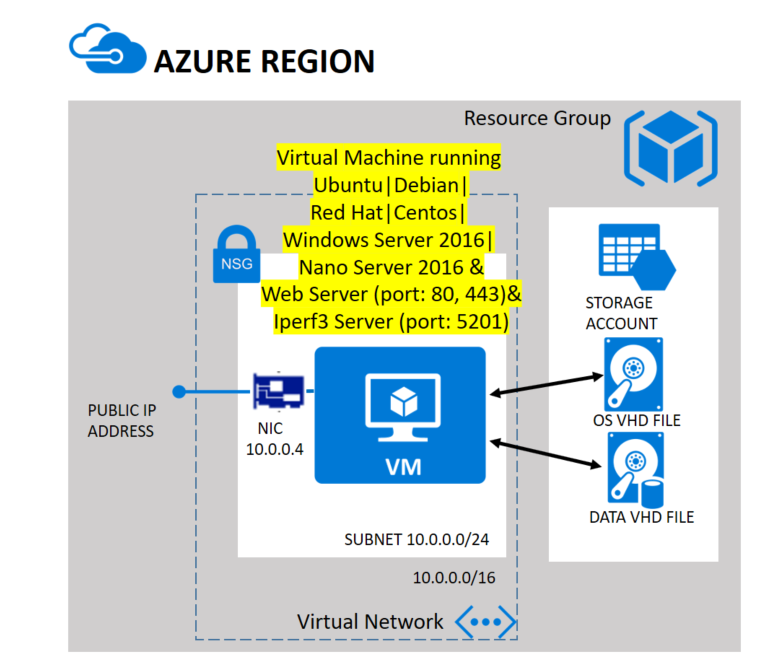 AZURE REGION
Resource Group
Virtual Machine running
Ubuntu|Debian|
Red Hat|Centos|
Windows Server 2016|
Nano Server 2016 &
Web Server (port: 80, 443)&
Iperf3 Server (port: 5201)
NSG
STORAGE
ACCOUNT
PUBLIC IP
ADDRESS
NIC
10.0.0.4
VM
OS VHD FILE
DATA VHD FILE
SUBNET 10.0.0.0/24
10.0.0.0/16
Virtual Network